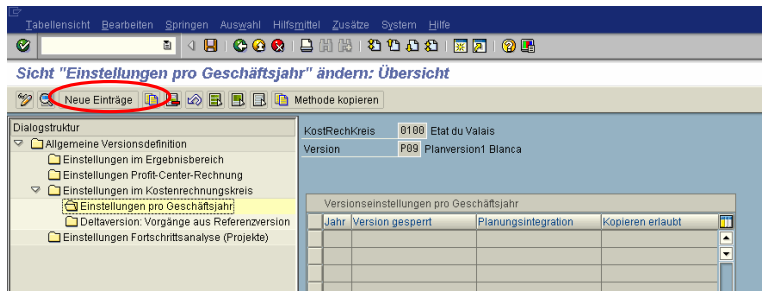 Tabellensicht Bearbeiten Springen Auswahl Hilfsmittel Zusätze System Hilfe
Sicht "Einstellungen pro Geschäftsjahr" ändern: Übersicht
Neue Einträge Methode kopieren
Dialogstruktur
Allgemeine Versionsdefinition
Einstellungen im Ergebnisbereich
Einstellungen Profit-Center-Rechnung
Einstellungen im Kostenrechnungskreis
Einstellungen pro Geschäftsjahr
Deltaversion: Vorgänge aus Referenzversion
Einstellungen Fortschrittsanalyse (Projekte)
KostRechKreis 0100 Etat du Valais
Version P09 Planversion1 Blanca
Versionseinstellungen pro Geschäftsjahr
Jahr Version gesperrt Planungsintegration Kopieren erlaubt